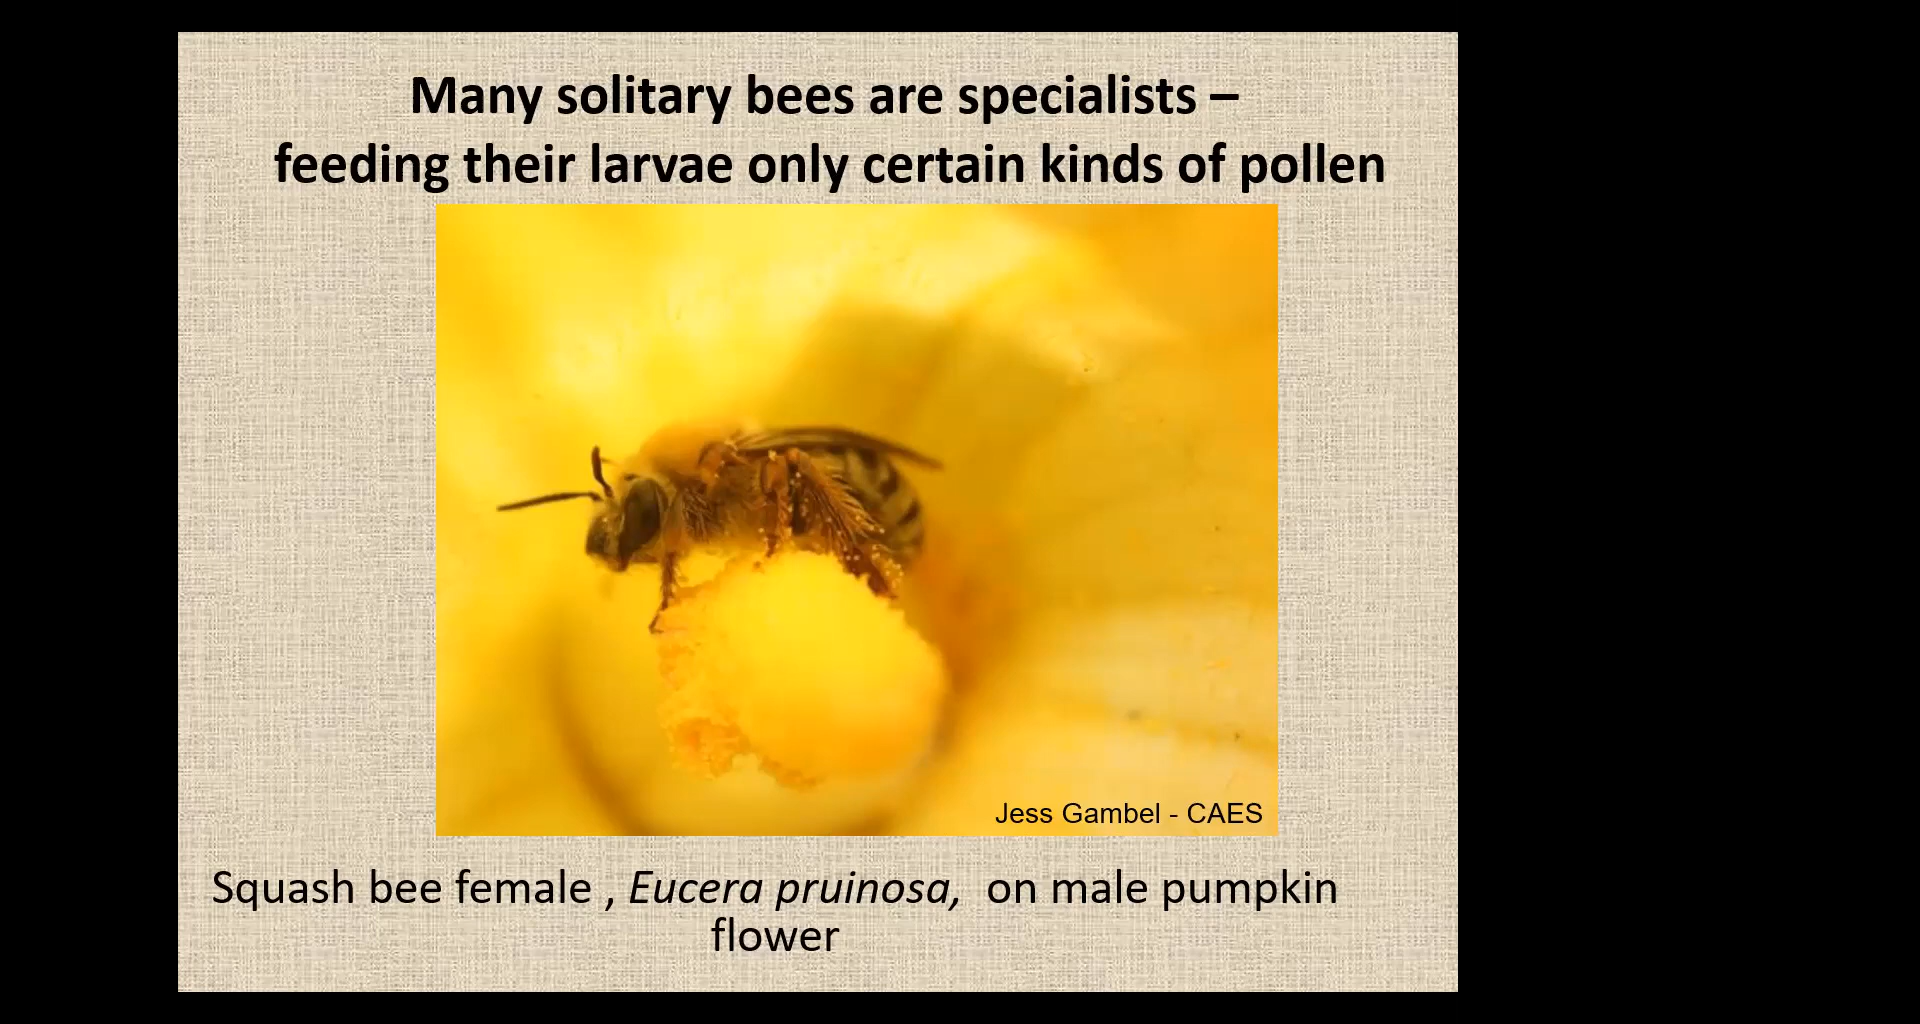 Many solitary bees are specialists –
feeding their larvae only certain kinds of pollen
Jess Gambel - CAES
Squash bee female , Eucera pruinosa,  on male pumpkin
flower